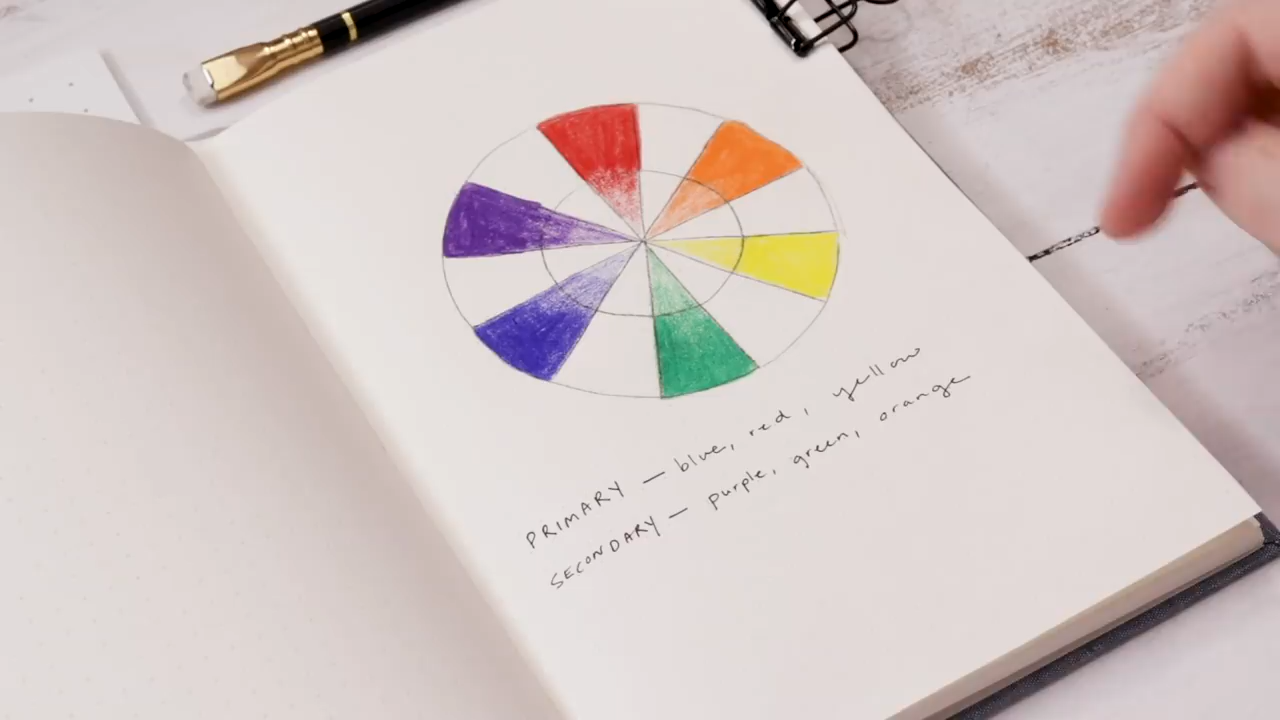 PRIMARY — blue, red, yellow
SECONDARY — purple, green, orange